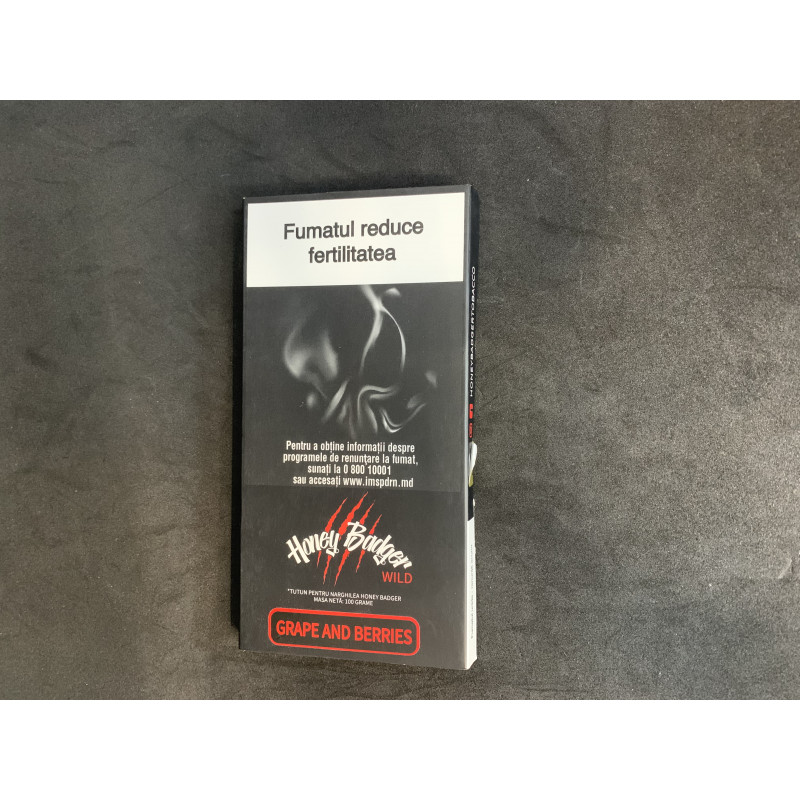 Fumatul reduce
fertilitatea
Pentru a obține informații despre
programele de renunțare la fumat,
sunați la 0 800 10001
sau accesați www.imspdrn.md
Honey Badger
WILD
*TUTUN PENTRU NARGHILEA HONEY BADGER
MASA NETĂ: 100 GRAME
GRAPE AND BERRIES
HONEYBADGERTOBACCO